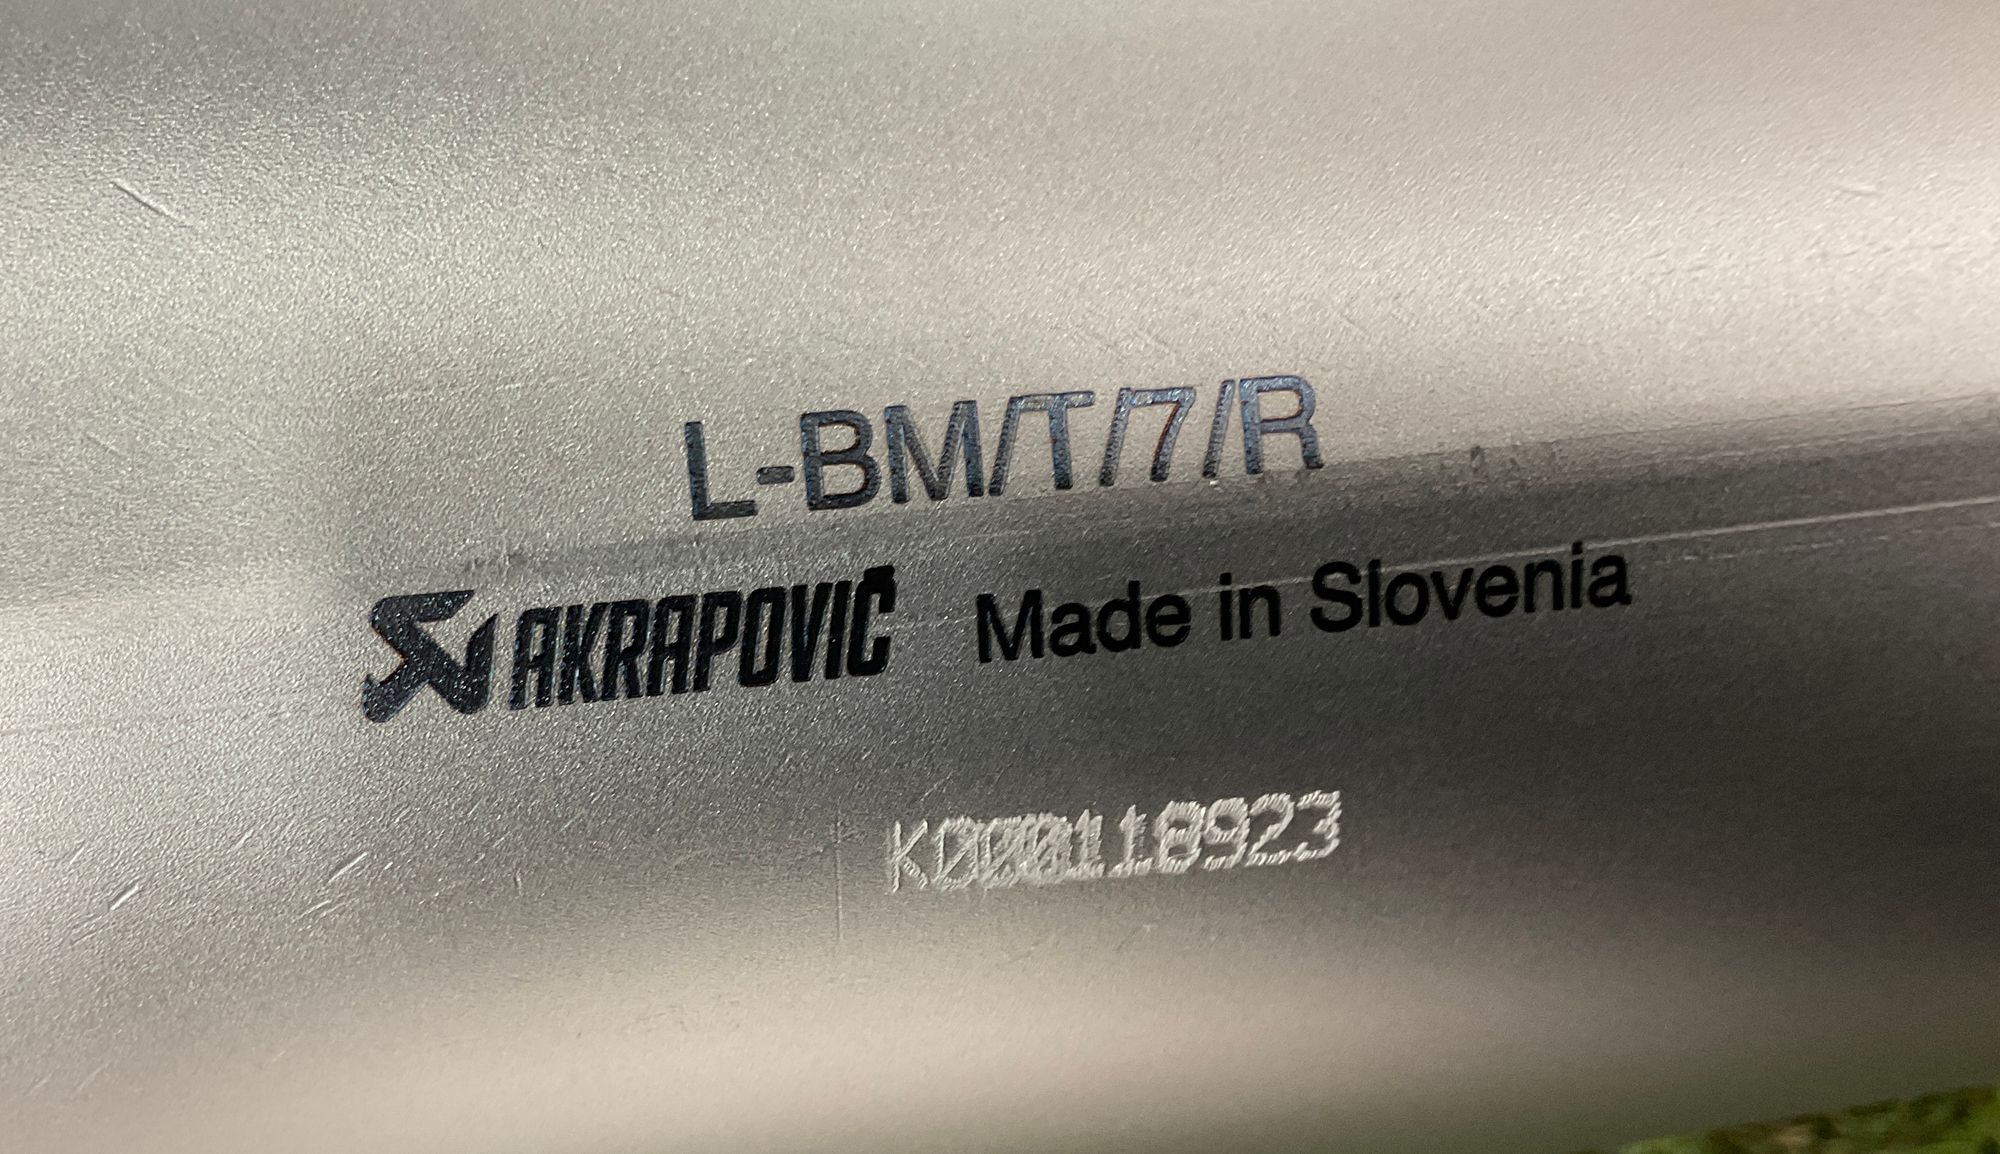 L-BM/T/7/R
AKRAPOVIČ Made in Slovenia
K000118923